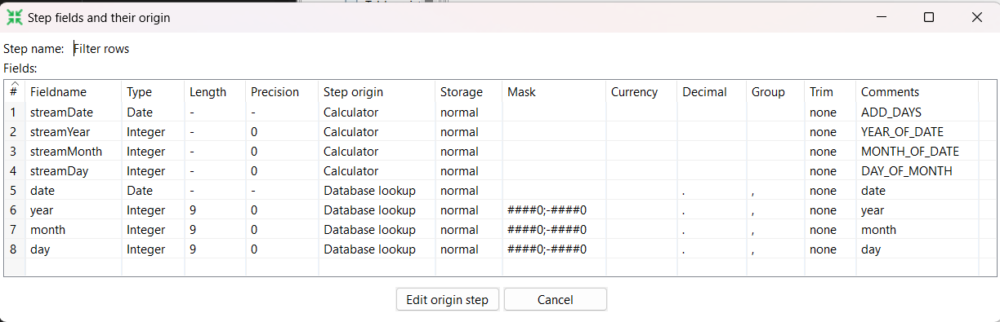 Step fields and their origin
Step name: Filter rows
Fields:
# Fieldname Type Length Precision Step origin Storage Mask Currency Decimal Group Trim Comments
1 streamDate Date - - Calculator normal none ADD_DAYS
2 streamYear Integer - 0 Calculator normal none YEAR_OF_DATE
3 streamMonth Integer - 0 Calculator normal none MONTH_OF_DATE
4 streamDay Integer - 0 Calculator normal none DAY_OF_MONTH
5 date Date - - Database lookup normal . , none date
6 year Integer 9 0 Database lookup normal ####0;-####0 . , none year
7 month Integer 9 0 Database lookup normal ####0;-####0 . , none month
8 day Integer 9 0 Database lookup normal ####0;-####0 . , none day
Edit origin step Cancel